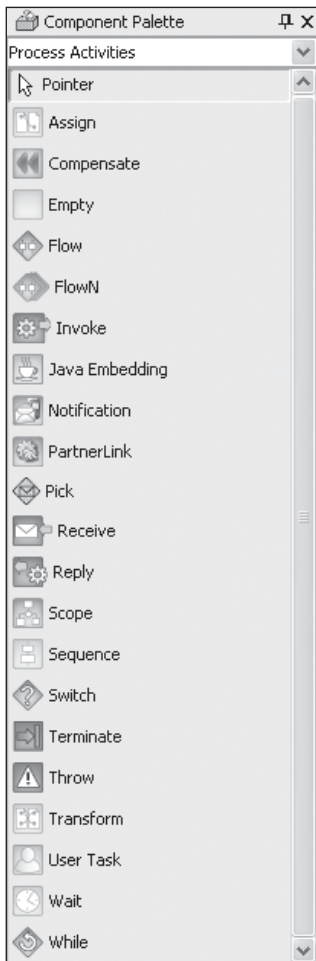 Component Palette
Process Activities
Pointer
Assign
Compensate
Empty
Flow
FlowN
Invoke
Java Embedding
Notification
PartnerLink
Pick
Receive
Reply
Scope
Sequence
Switch
Terminate
Throw
Transform
User Task
Wait
While